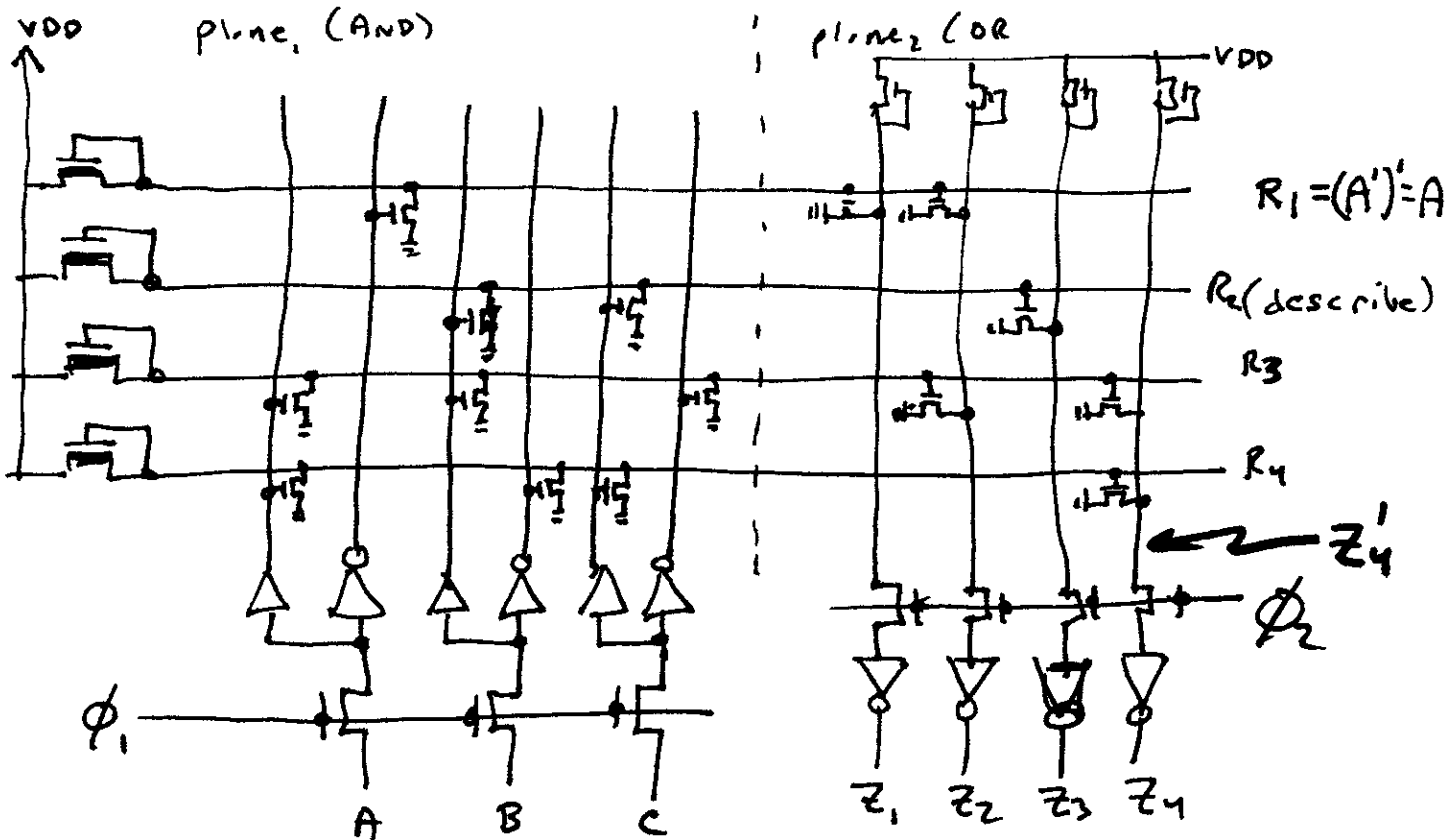 VDD
plane₁ (AND)
plane₂ (OR
VDD
R₁ = (A')' = A
R₂ (describe)
R₃
R₄
Z₄'
ϕ₂
ϕ₁
A B C
Z₁ Z₂ Z₃ Z₄